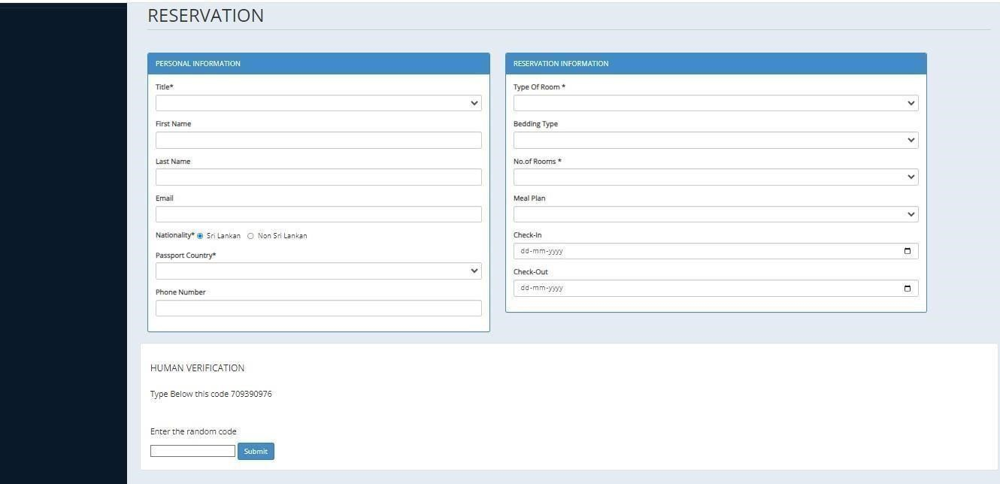 RESERVATION
PERSONAL INFORMATION
Title*
First Name
Last Name
Email
Nationality* Sri Lankan Non Sri Lankan
Passport Country*
Phone Number
RESERVATION INFORMATION
Type Of Room *
Bedding Type
No.of Rooms *
Meal Plan
Check-In
dd-mm-yyyy
Check-Out
dd-mm-yyyy
HUMAN VERIFICATION
Type Below this code 709390976
Enter the random code
Submit